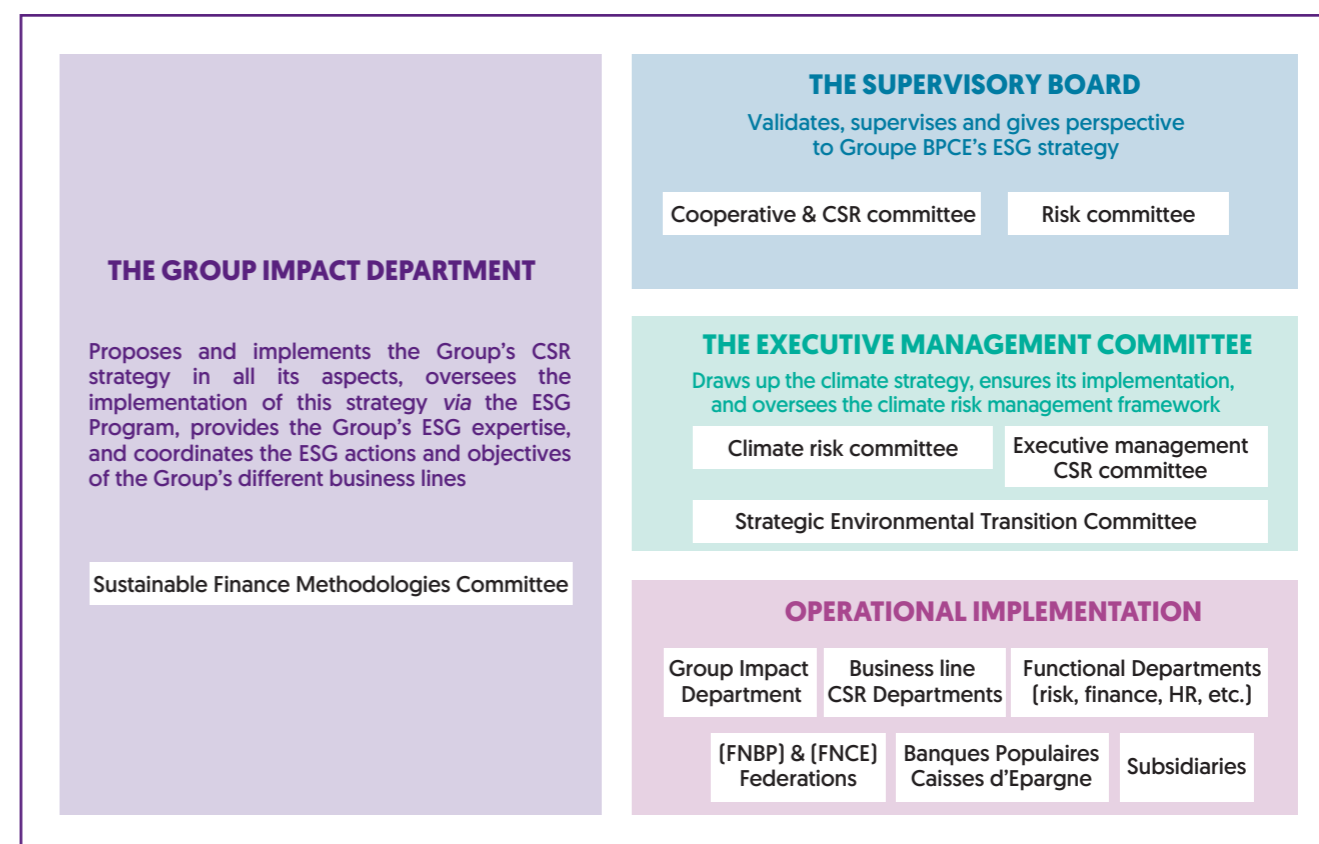 THE GROUP IMPACT DEPARTMENT
Proposes and implements the Group's CSR
strategy in all its aspects, oversees the
implementation of this strategy via the ESG
Program, provides the Group's ESG expertise,
and coordinates the ESG actions and objectives
of the Group's different business lines
Sustainable Finance Methodologies Committee
THE SUPERVISORY BOARD
Validates, supervises and gives perspective
to Groupe BPCE's ESG strategy
Cooperative & CSR committee
Risk committee
THE EXECUTIVE MANAGEMENT COMMITTEE
Draws up the climate strategy, ensures its implementation,
and oversees the climate risk management framework
Climate risk committee
Executive management
CSR committee
Strategic Environmental Transition Committee
OPERATIONAL IMPLEMENTATION
Group Impact
Department
Business line
CSR Departments
Functional Departments
(risk, finance, HR, etc.)
(FNBP) & (FNCE)
Federations
Banques Populaires
Caisses d'Epargne
Subsidiaries